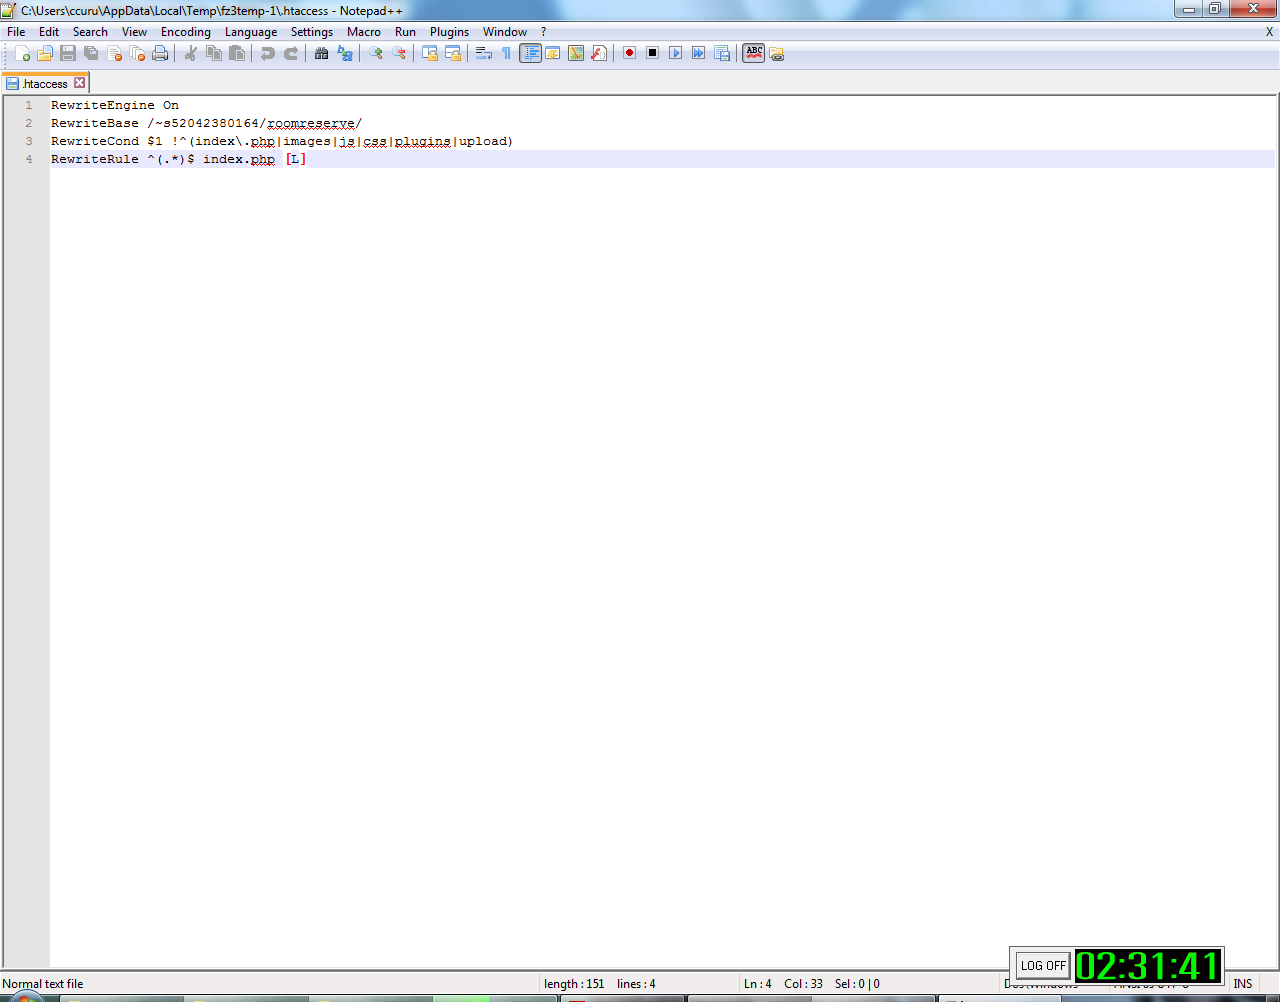 C:\Users\ccuru\AppData\Local\Temp\fz3temp-1\.htaccess - Notepad++
File Edit Search View Encoding Language Settings Macro Run Plugins Window ? X
ABC
.htaccess
1 RewriteEngine On
2 RewriteBase /~s52042380164/roomreserve/
3 RewriteCond $1 !^(index\.php|images|js|css|plugins|upload)
4 RewriteRule ^(.*)$ index.php [L]
LOG OFF 02:31:41
Normal text file length : 151 lines : 4 Ln : 4 Col : 33 Sel : 0 | 0 INS